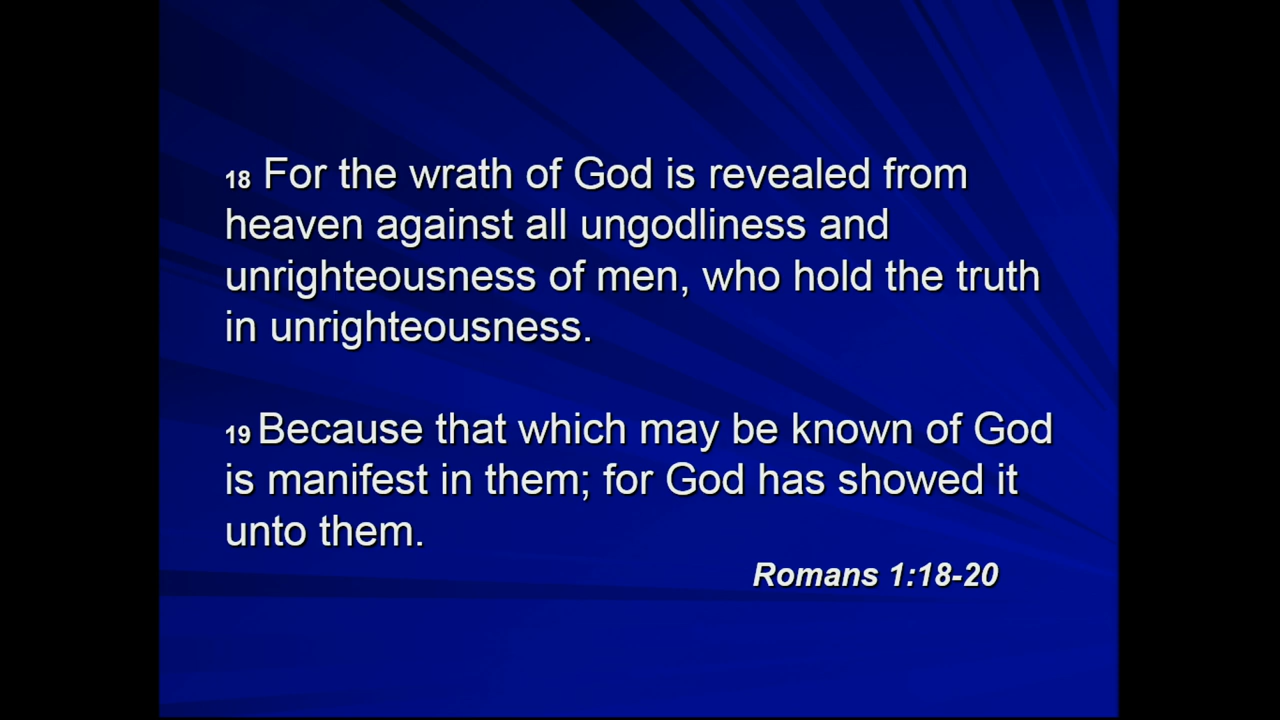 18 For the wrath of God is revealed from
heaven against all ungodliness and
unrighteousness of men, who hold the truth
in unrighteousness.
19 Because that which may be known of God
is manifest in them; for God has showed it
unto them.
Romans 1:18-20